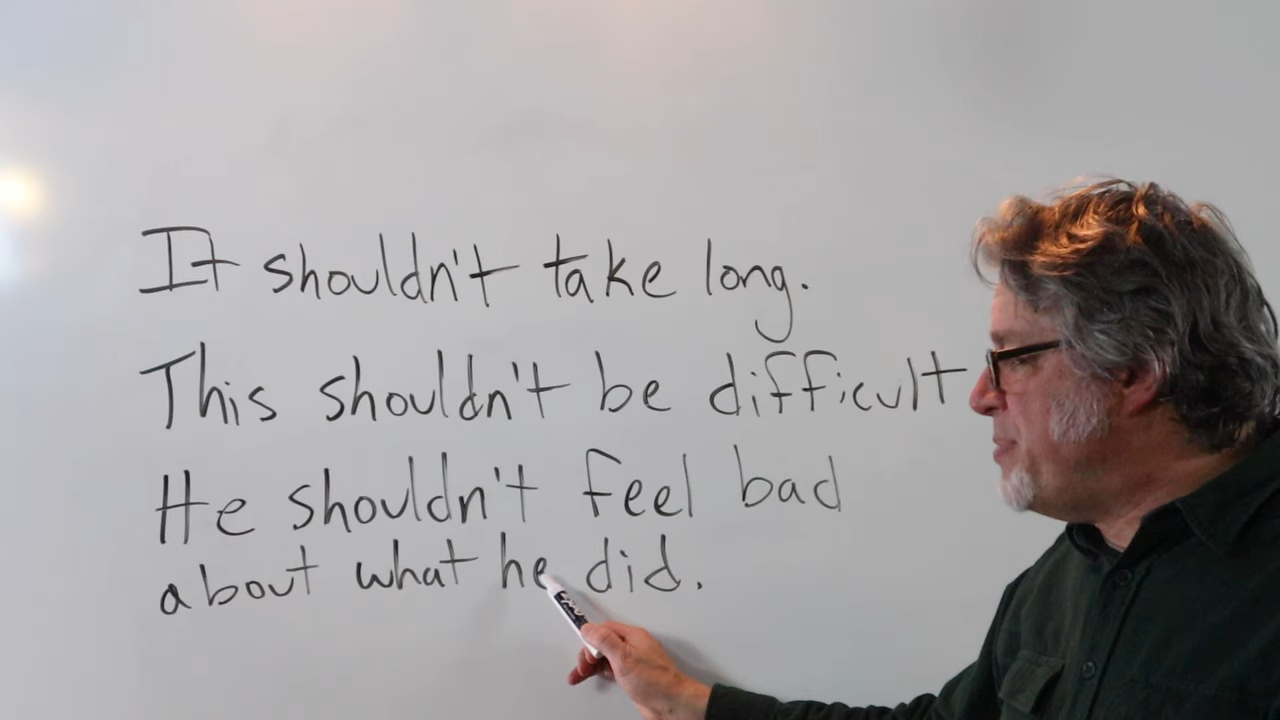 It shouldn't take long.
This shouldn't be difficult
He shouldn't feel bad
about what he did.